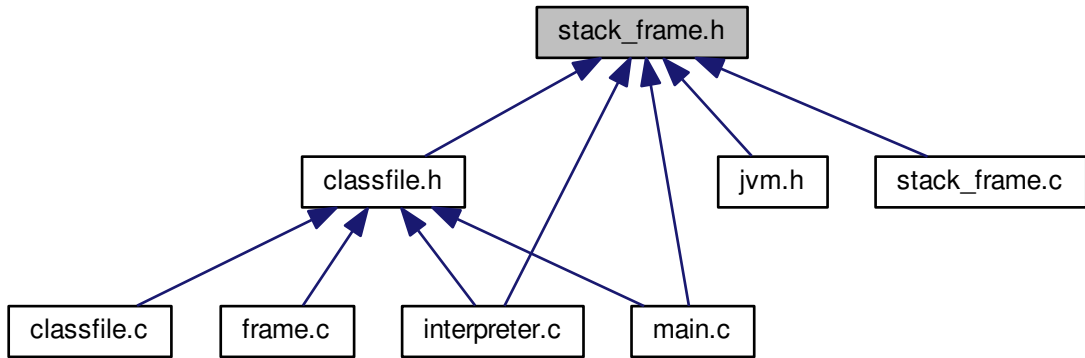 stack_frame.h
classfile.h
jvm.h
stack_frame.c
classfile.c
frame.c
interpreter.c
main.c